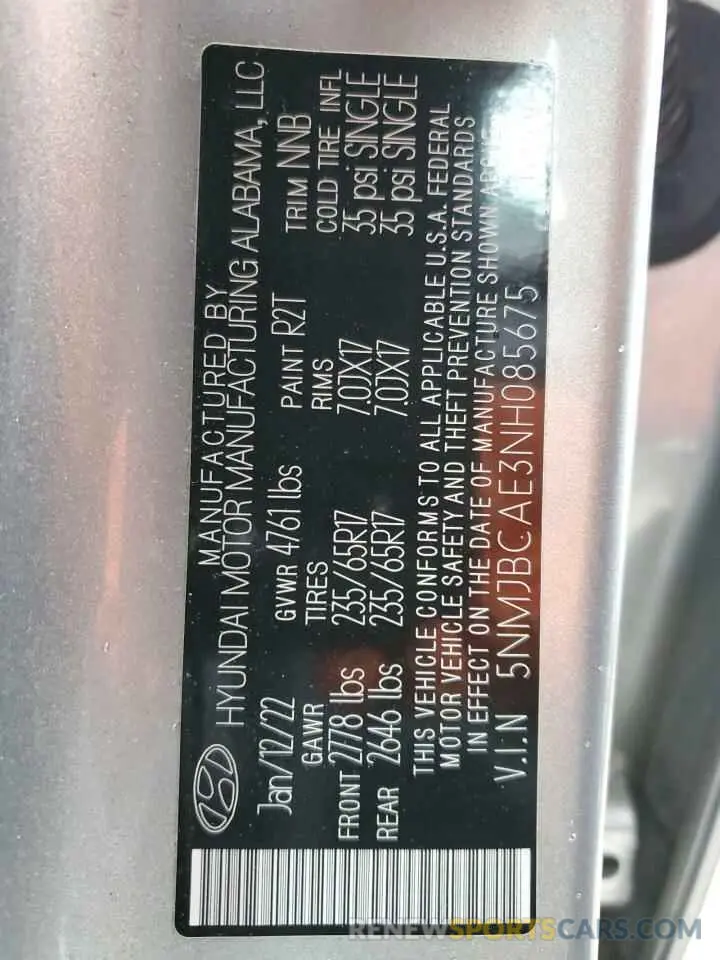 MANUFACTURED BY
HYUNDAI MOTOR MANUFACTURING ALABAMA, LLC
Jan/12/22 GVWR 4761 lbs PAINT R2T TRIM NNB
GAWR TIRES RIMS COLD TIRE INFL
FRONT 2778 lbs 235/65R17 7.0JX17 35 psi SINGLE
REAR 2646 lbs 235/65R17 7.0JX17 35 psi SINGLE
THIS VEHICLE CONFORMS TO ALL APPLICABLE U.S.A. FEDERAL
MOTOR VEHICLE SAFETY AND THEFT PREVENTION STANDARDS
IN EFFECT ON THE DATE OF MANUFACTURE SHOWN ABOVE
V.I.N 5NMJBCAE3NH085675
RENEWSPORTSCARS.COM